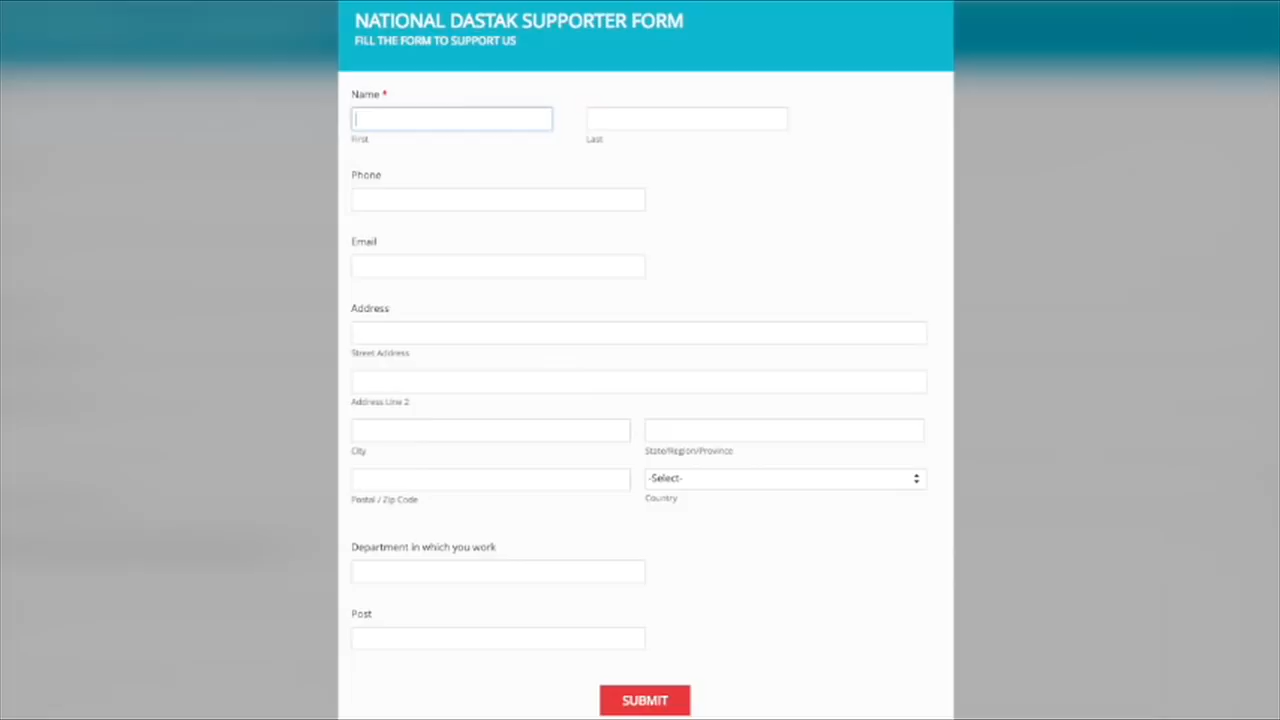 NATIONAL DASTAK SUPPORTER FORM
FILL THE FORM TO SUPPORT US
Name *
First Last
Phone
Email
Address
Street Address
Address Line 2
City State/Region/Province
-Select-
Postal / Zip Code Country
Department in which you work
Post
SUBMIT